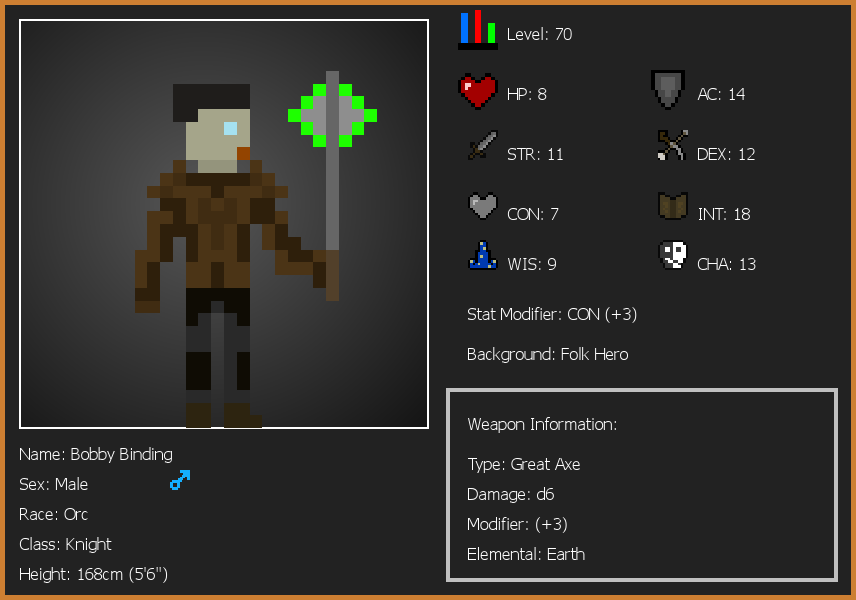 Level: 70
HP: 8
AC: 14
STR: 11
DEX: 12
CON: 7
INT: 18
WIS: 9
CHA: 13
Stat Modifier: CON (+3)
Background: Folk Hero
Weapon Information:
Type: Great Axe
Damage: d6
Modifier: (+3)
Elemental: Earth
Name: Bobby Binding
Sex: Male
Race: Orc
Class: Knight
Height: 168cm (5'6")